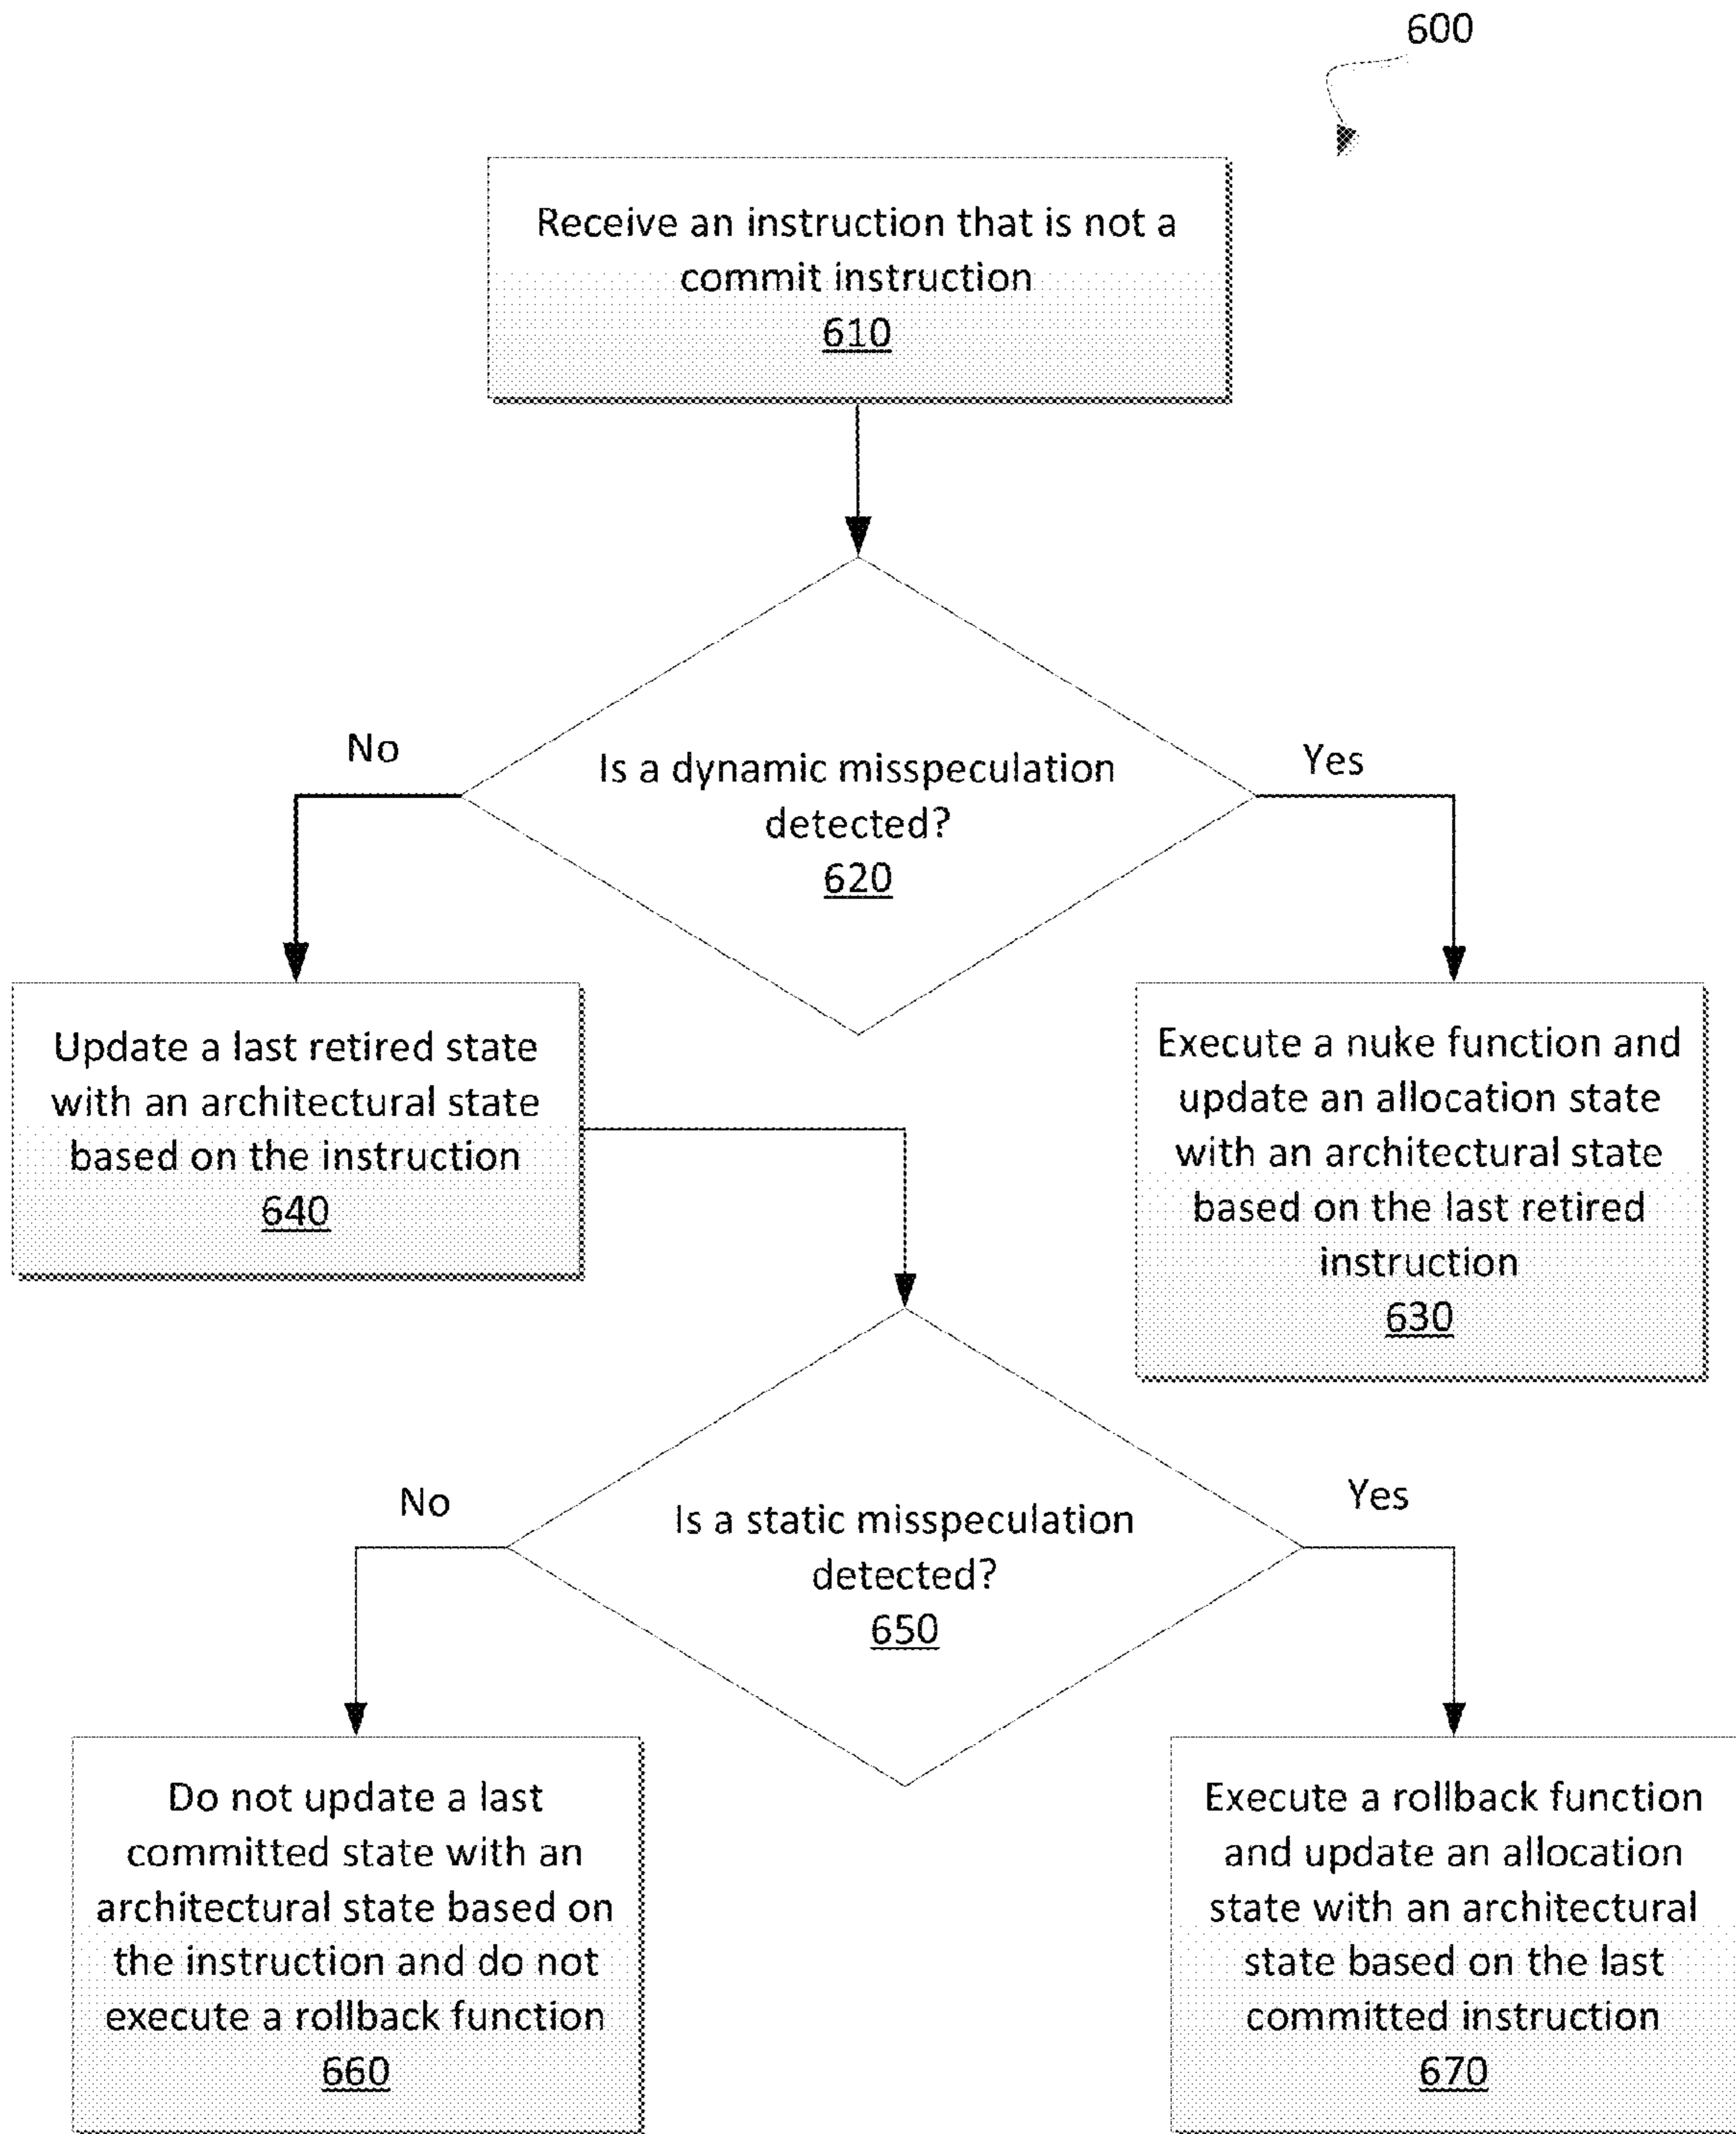 600
Receive an instruction that is not a
commit instruction
610
No
Yes
Is a dynamic misspeculation
detected?
620
Update a last retired state
with an architectural state
based on the instruction
640
Execute a nuke function and
update an allocation state
with an architectural state
based on the last retired
instruction
630
No
Yes
Is a static misspeculation
detected?
650
Do not update a last
committed state with an
architectural state based on
the instruction and do not
execute a rollback function
660
Execute a rollback function
and update an allocation
state with an architectural
state based on the last
committed instruction
670